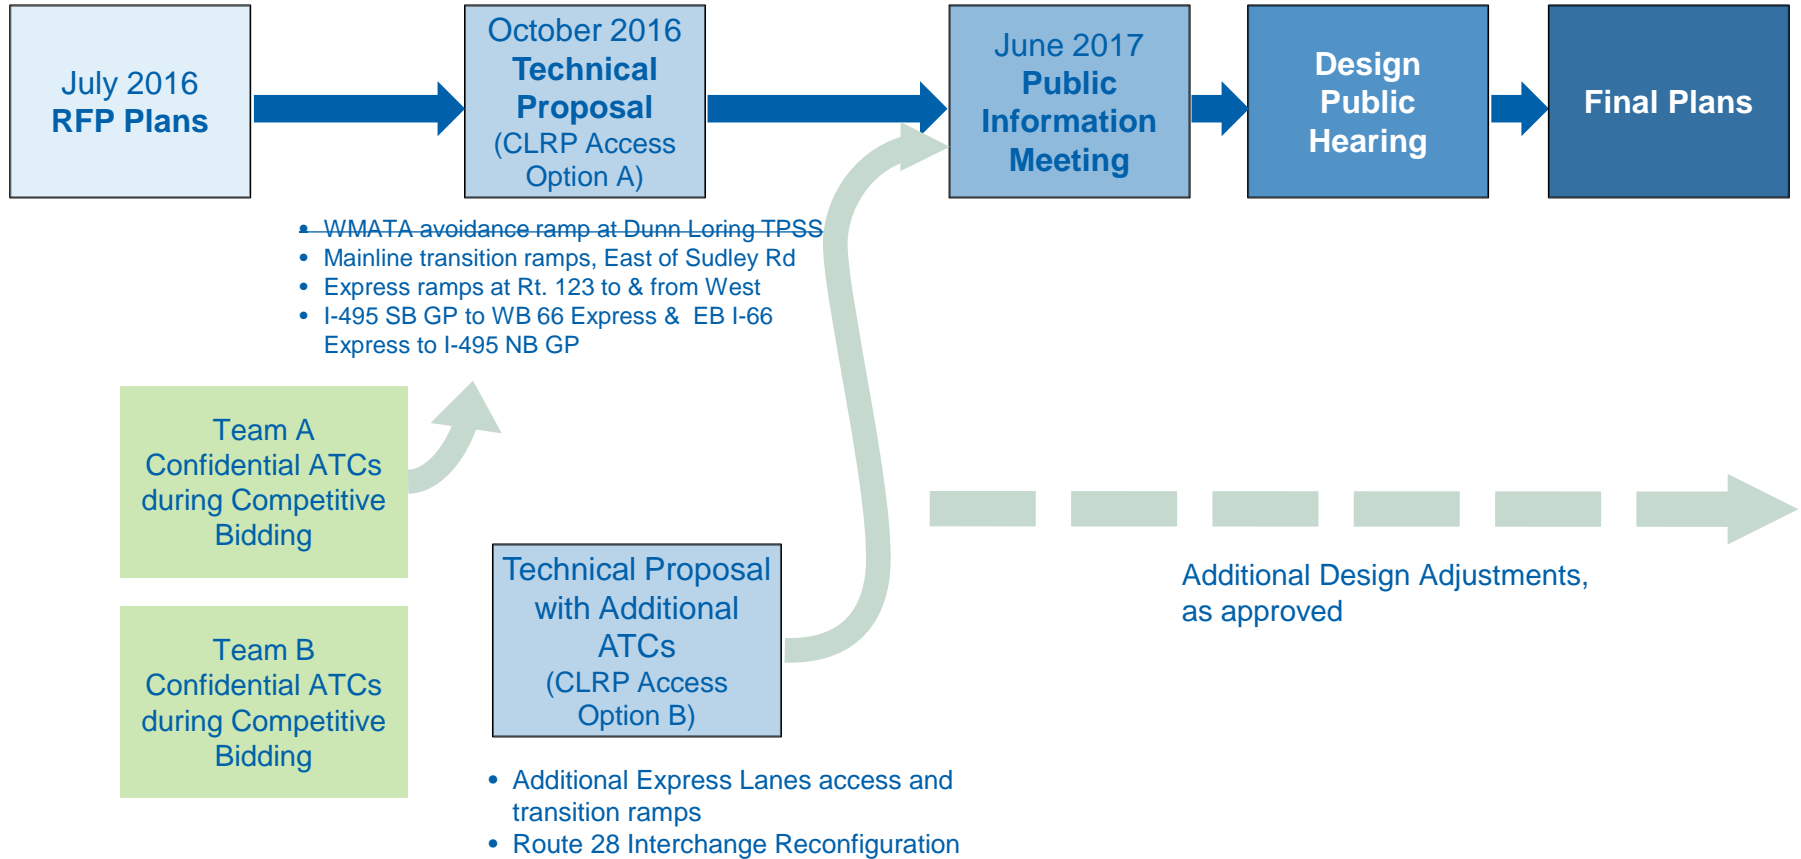 July 2016
RFP Plans
October 2016
Technical
Proposal
(CLRP Access
Option A)
June 2017
Public
Information
Meeting
Design
Public
Hearing
Final Plans
• WMATA avoidance ramp at Dunn Loring TPSS
• Mainline transition ramps, East of Sudley Rd
• Express ramps at Rt. 123 to & from West
• I-495 SB GP to WB 66 Express & EB I-66
Express to I-495 NB GP
Team A
Confidential ATCs
during Competitive
Bidding
Team B
Confidential ATCs
during Competitive
Bidding
Technical Proposal
with Additional
ATCs
(CLRP Access
Option B)
• Additional Express Lanes access and
transition ramps
• Route 28 Interchange Reconfiguration
Additional Design Adjustments,
as approved